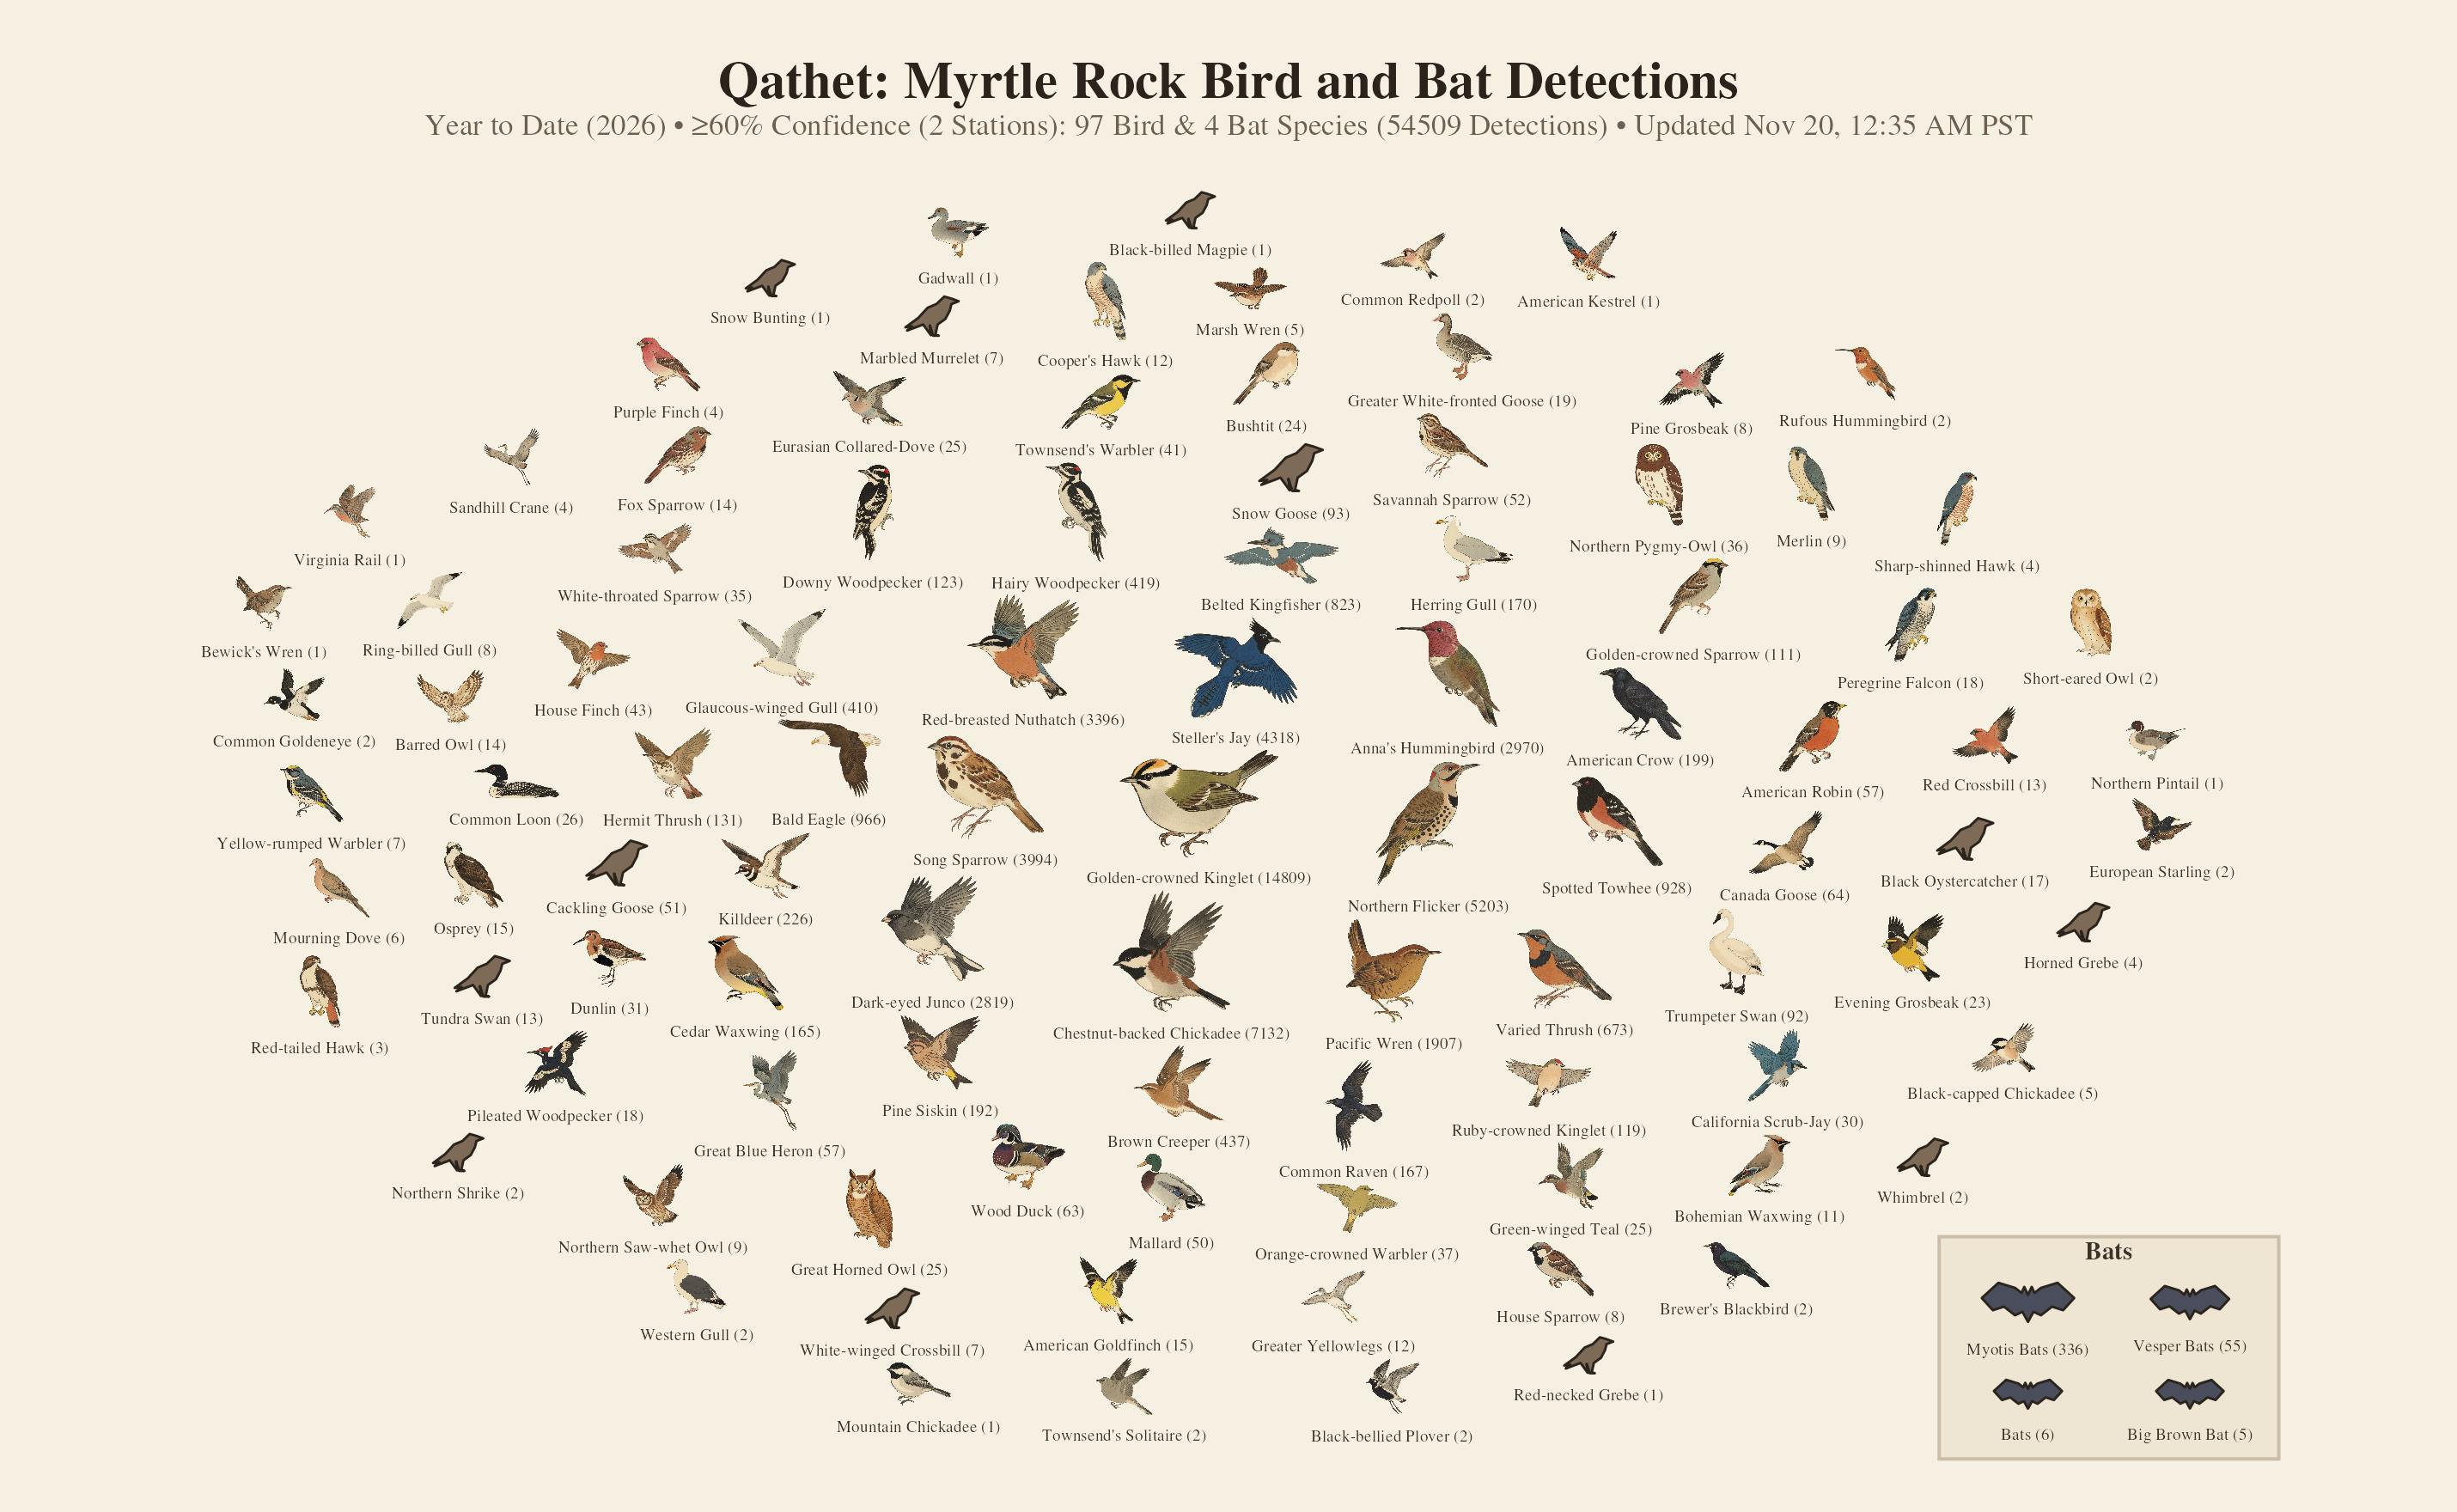 Qathet: Myrtle Rock Bird and Bat Detections
Year to Date (2026) • ≥60% Confidence (2 Stations): 97 Bird & 4 Bat Species (54509 Detections) • Updated Nov 20, 12:35 AM PST
Black-billed Magpie (1)
Gadwall (1)
Common Redpoll (2)
American Kestrel (1)
Snow Bunting (1)
Marsh Wren (5)
Marbled Murrelet (7)
Cooper's Hawk (12)
Greater White-fronted Goose (19)
Purple Finch (4)
Rufous Hummingbird (2)
Bushtit (24)
Pine Grosbeak (8)
Eurasian Collared-Dove (25)
Townsend's Warbler (41)
Savannah Sparrow (52)
Fox Sparrow (14)
Sandhill Crane (4)
Snow Goose (93)
Merlin (9)
Northern Pygmy-Owl (36)
Virginia Rail (1)
Sharp-shinned Hawk (4)
Downy Woodpecker (123)
Hairy Woodpecker (419)
White-throated Sparrow (35)
Belted Kingfisher (823)
Herring Gull (170)
Ring-billed Gull (8)
Bewick's Wren (1)
Golden-crowned Sparrow (111)
Short-eared Owl (2)
Peregrine Falcon (18)
Glaucous-winged Gull (410)
House Finch (43)
Red-breasted Nuthatch (3396)
Steller's Jay (4318)
Common Goldeneye (2)
Barred Owl (14)
Anna's Hummingbird (2970)
American Crow (199)
Northern Pintail (1)
Red Crossbill (13)
American Robin (57)
Common Loon (26)
Hermit Thrush (131)
Bald Eagle (966)
Yellow-rumped Warbler (7)
Song Sparrow (3994)
European Starling (2)
Golden-crowned Kinglet (14809)
Black Oystercatcher (17)
Spotted Towhee (928)
Canada Goose (64)
Northern Flicker (5203)
Cackling Goose (51)
Killdeer (226)
Osprey (15)
Mourning Dove (6)
Horned Grebe (4)
Dark-eyed Junco (2819)
Evening Grosbeak (23)
Dunlin (31)
Trumpeter Swan (92)
Tundra Swan (13)
Varied Thrush (673)
Cedar Waxwing (165)
Chestnut-backed Chickadee (7132)
Pacific Wren (1907)
Red-tailed Hawk (3)
Black-capped Chickadee (5)
Pine Siskin (192)
Pileated Woodpecker (18)
California Scrub-Jay (30)
Ruby-crowned Kinglet (119)
Brown Creeper (437)
Great Blue Heron (57)
Common Raven (167)
Northern Shrike (2)
Whimbrel (2)
Wood Duck (63)
Bohemian Waxwing (11)
Green-winged Teal (25)
Mallard (50)
Northern Saw-whet Owl (9)
Orange-crowned Warbler (37)
Great Horned Owl (25)
Brewer's Blackbird (2)
House Sparrow (8)
Western Gull (2)
American Goldfinch (15)
Greater Yellowlegs (12)
White-winged Crossbill (7)
Red-necked Grebe (1)
Mountain Chickadee (1)
Townsend's Solitaire (2)
Black-bellied Plover (2)
Bats
Myotis Bats (336)
Vesper Bats (55)
Bats (6)
Big Brown Bat (5)